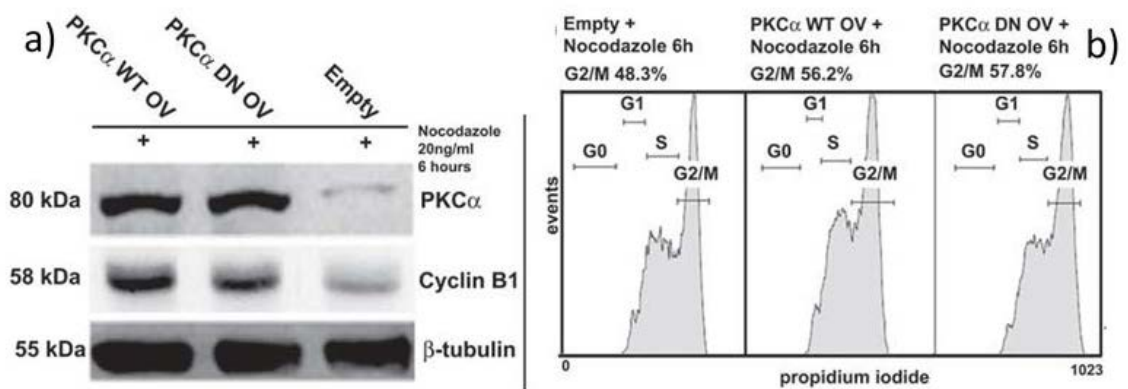 a)
PKCα WT OV
PKCα DN OV
Empty
+ + +
Nocodazole
20ng/ml
6 hours
80 kDa
PKCα
58 kDa
Cyclin B1
55 kDa
β-tubulin
b)
Empty +
Nocodazole 6h
G2/M 48.3%
PKCα WT OV +
Nocodazole 6h
G2/M 56.2%
PKCα DN OV +
Nocodazole 6h
G2/M 57.8%
events
G0
G1
S
G2/M
G0
G1
S
G2/M
G0
G1
S
G2/M
0
1023
propidium iodide